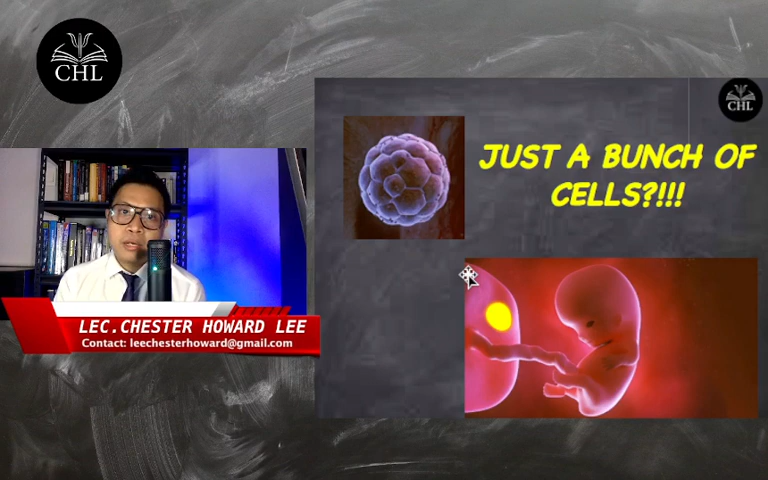 CHL
CHL
JUST A BUNCH OF
CELLS?!!!
LEC.CHESTER HOWARD LEE
Contact: leechesterhoward@gmail.com